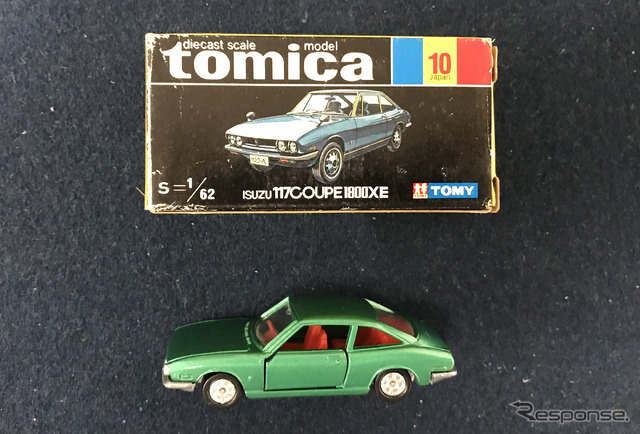 diecast scale model
tomica
10
Japan
S=1/62
ISUZU 117COUPE 1800XE
TOMY
Response.